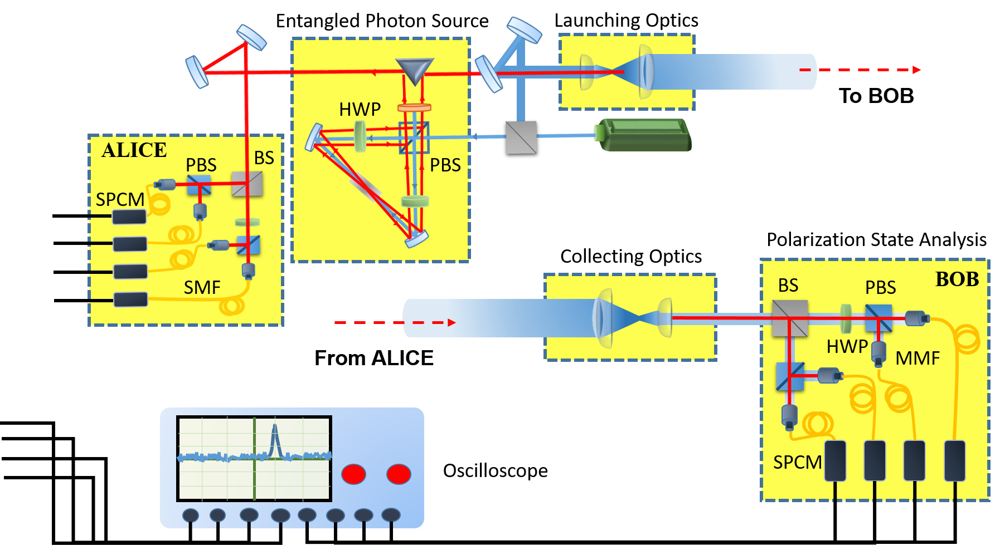 Entangled Photon Source
Launching Optics
To BOB
HWP
PBS
ALICE
PBS
BS
SPCM
SMF
Collecting Optics
From ALICE
Polarization State Analysis
BOB
BS
PBS
HWP
MMF
SPCM
Oscilloscope